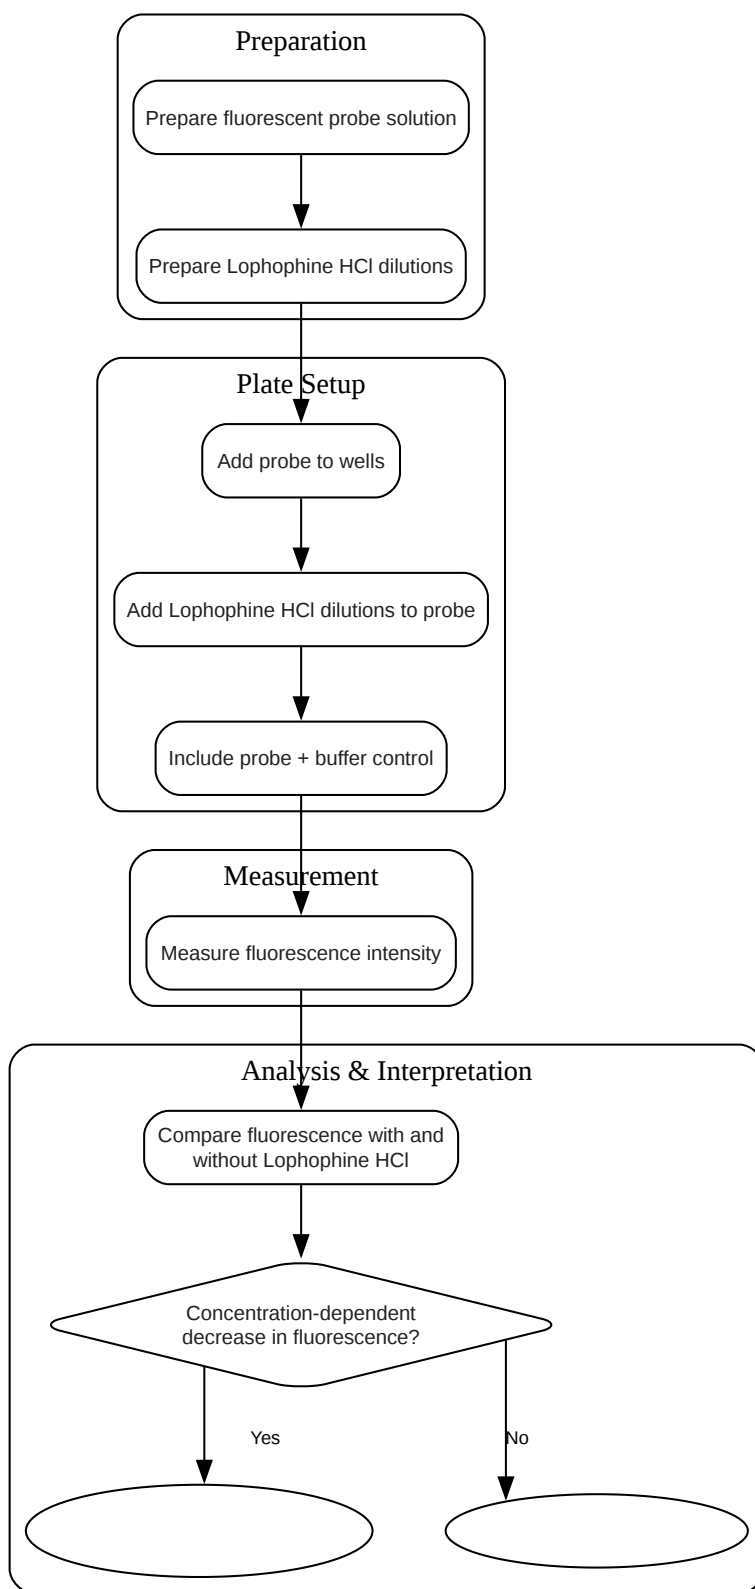 Preparation
Prepare fluorescent probe solution
Prepare Lophophine HCl dilutions
Plate Setup
Add probe to wells
Add Lophophine HCl dilutions to probe
Include probe + buffer control
Measurement
Measure fluorescence intensity
Analysis & Interpretation
Compare fluorescence with and
without Lophophine HCl
Concentration-dependent
decrease in fluorescence?
Yes
No